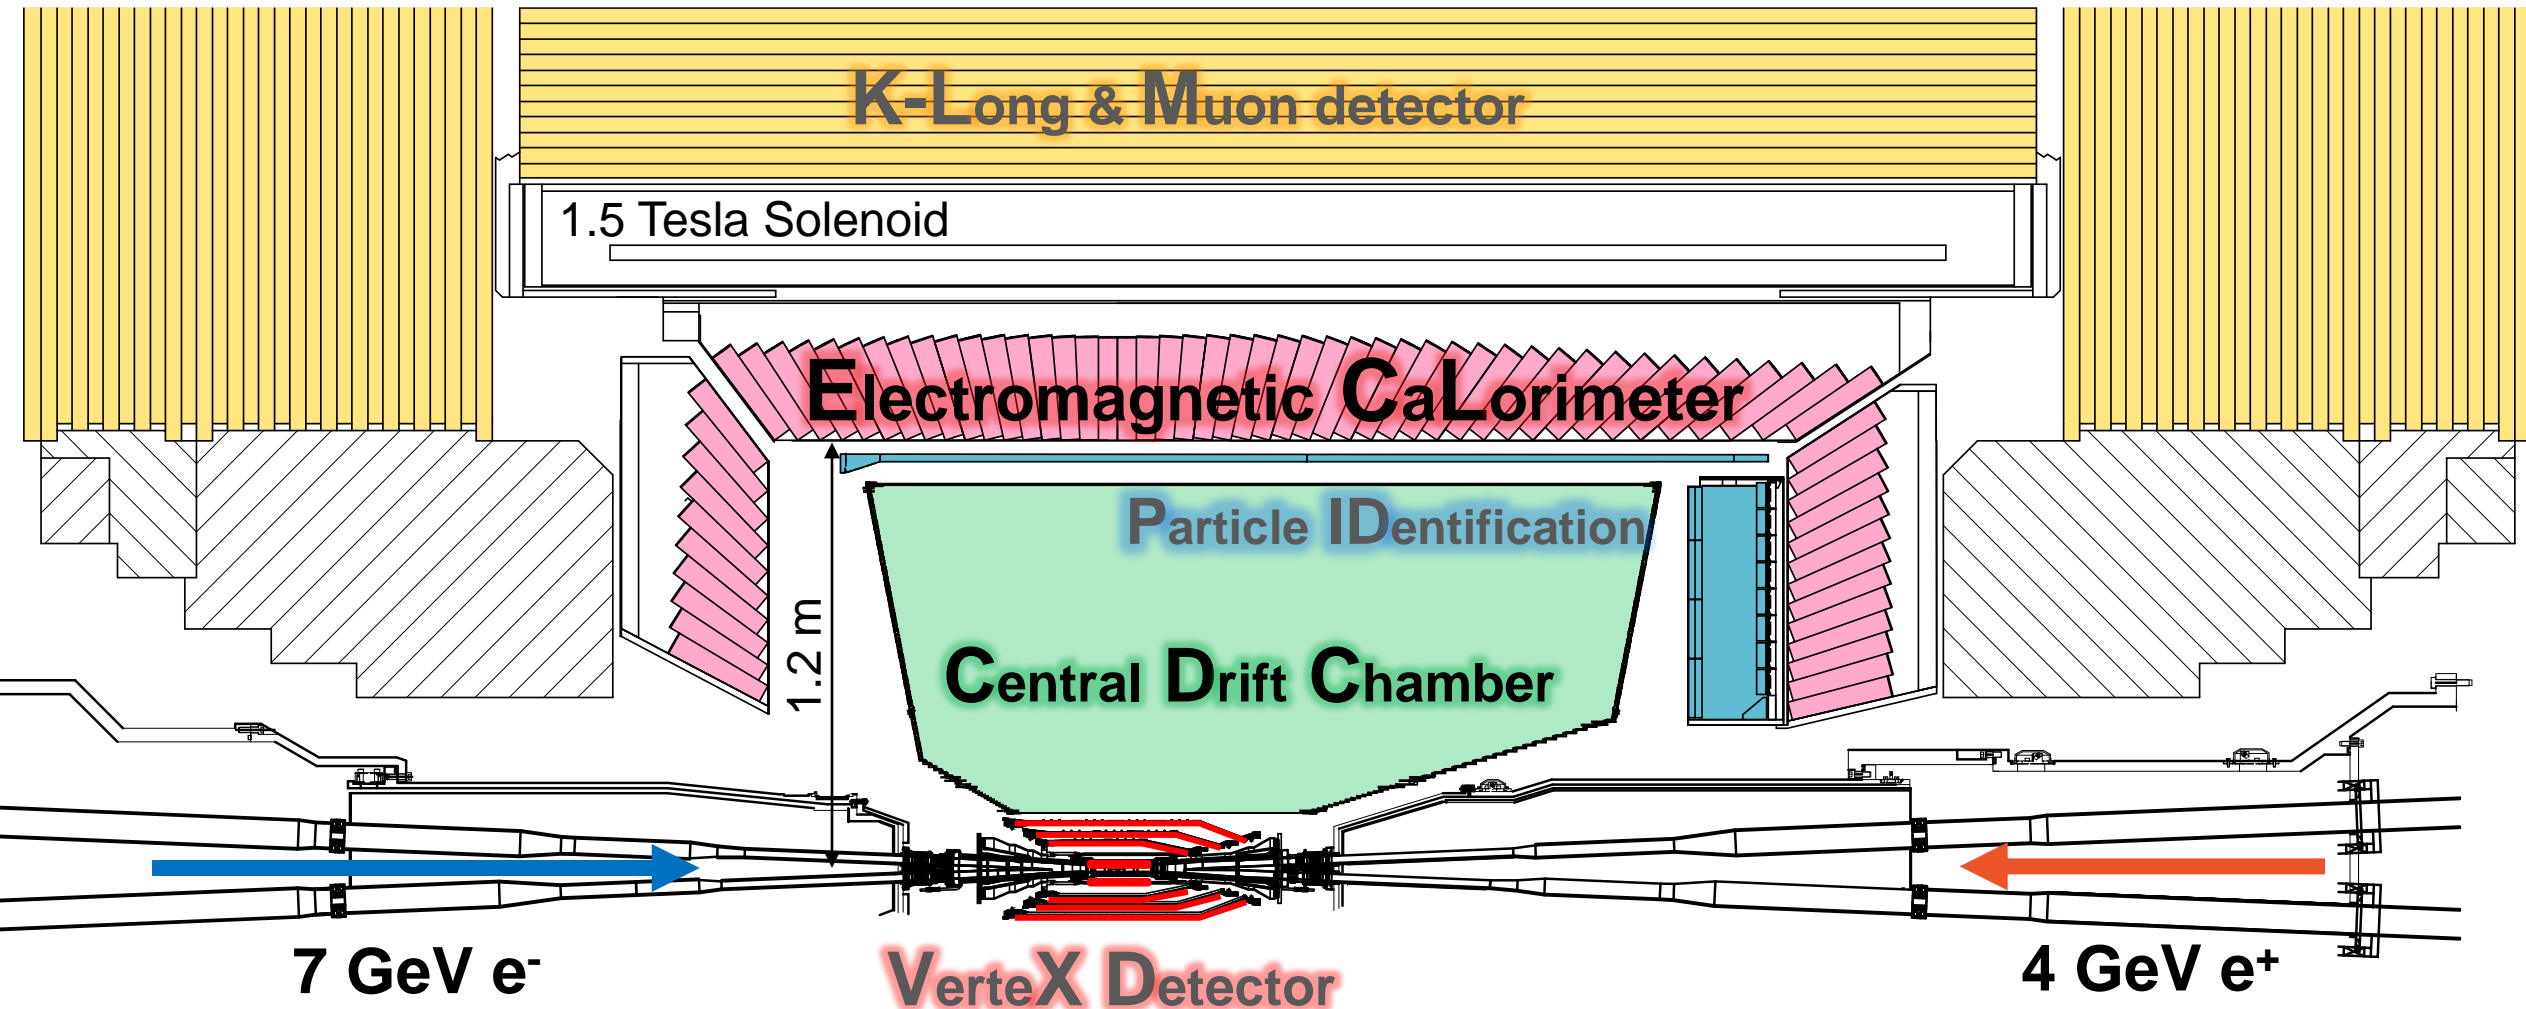 K-Long & Muon detector
1.5 Tesla Solenoid
Electromagnetic CaLorimeter
Particle IDentification
1.2 m
Central Drift Chamber
7 GeV e-
VerteX Detector
4 GeV e+